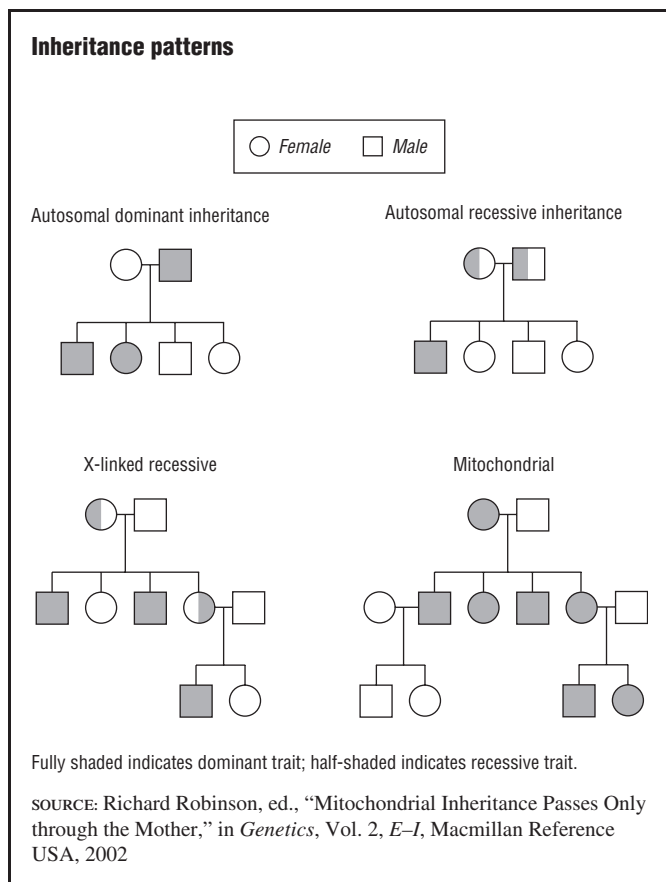 Inheritance patterns
Female Male
Autosomal dominant inheritance
Autosomal recessive inheritance
X-linked recessive
Mitochondrial
Fully shaded indicates dominant trait; half-shaded indicates recessive trait.
SOURCE: Richard Robinson, ed., “Mitochondrial Inheritance Passes Only
through the Mother,” in Genetics, Vol. 2, E–I, Macmillan Reference
USA, 2002